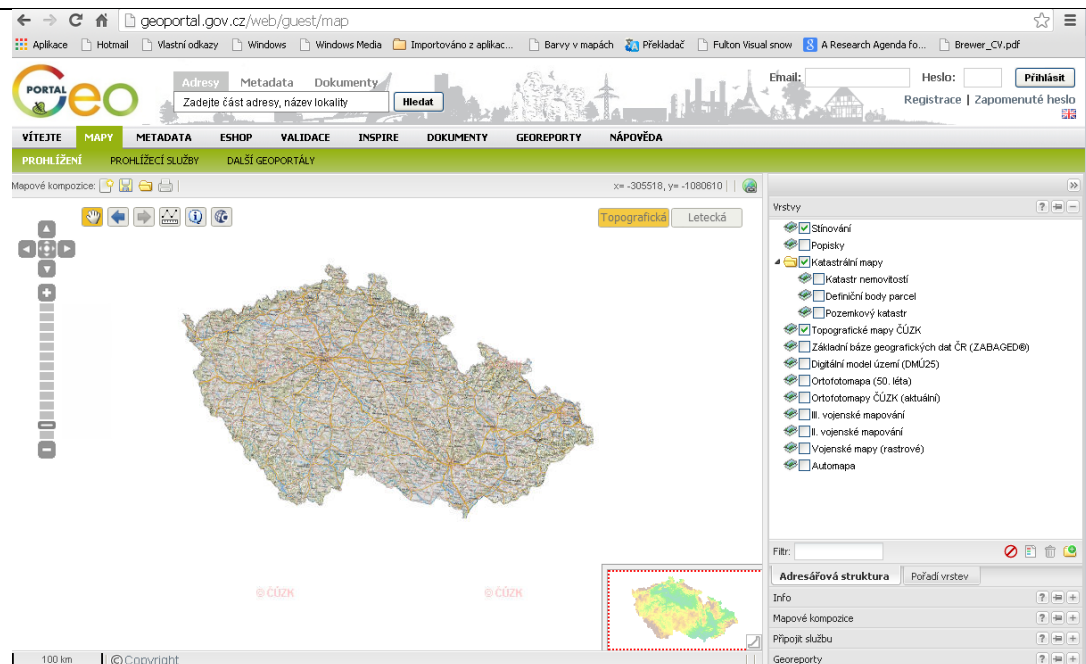 geoportal.gov.cz/web/guest/map
Aplikace Hotmail Vlastní odkazy Windows Windows Media Importováno z aplikac... Barvy v mapách Překladač Fulton Visual snow A Research Agenda fo... Brewer_CV.pdf
PORTAL
Geo
Adresy Metadata Dokumenty
Zadejte část adresy, název lokality Hledat
Email: Heslo: Přihlásit
Registrace | Zapomenuté heslo
VÍTEJTE MAPY METADATA ESHOP VALIDACE INSPIRE DOKUMENTY GEOREPORTY NÁPOVĚDA
PROHLÍŽENÍ PROHLÍŽECÍ SLUŽBY DALŠÍ GEOPORTÁLY
Mapové kompozice: x= -305518, y= -1080610
Topografická Letecká
Vrstvy
Stínování
Popisky
Katastrální mapy
Katastr nemovitostí
Definiční body parcel
Pozemkový katastr
Topografické mapy ČÚZK
Základní báze geografických dat ČR (ZABAGED®)
Digitální model území (DMÚ25)
Ortofotomapa (50. léta)
Ortofotomapy ČÚZK (aktuální)
III. vojenské mapování
II. vojenské mapování
Vojenské mapy (rastrové)
Automapa
Filtr:
Adresářová struktura Pořadí vrstev
Info
Mapové kompozice
Připojit službu
Georeporty
© ČÚZK © ČÚZK
100 km © Copyright